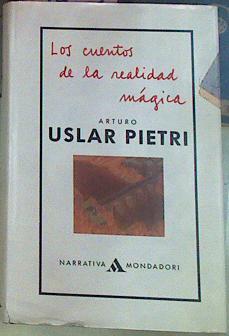 Los cuentos
de la realidad
mágica
ARTURO
USLAR PIETRI
NARRATIVA MONDADORI